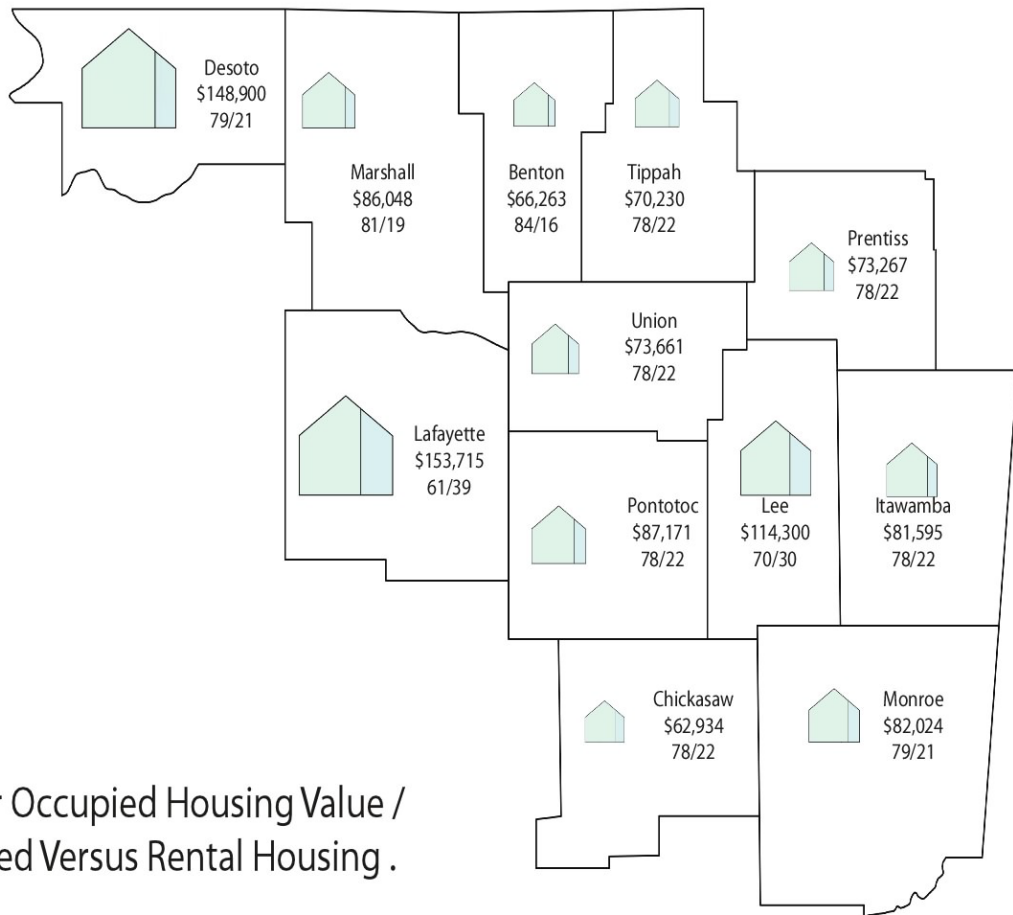 Desoto
$148,900
79/21
Marshall
$86,048
81/19
Benton
$66,263
84/16
Tippah
$70,230
78/22
Prentiss
$73,267
78/22
Union
$73,661
78/22
Lafayette
$153,715
61/39
Pontotoc
$87,171
78/22
Lee
$114,300
70/30
Itawamba
$81,595
78/22
Chickasaw
$62,934
78/22
Monroe
$82,024
79/21
Occupied Housing Value /
Versus Rental Housing .